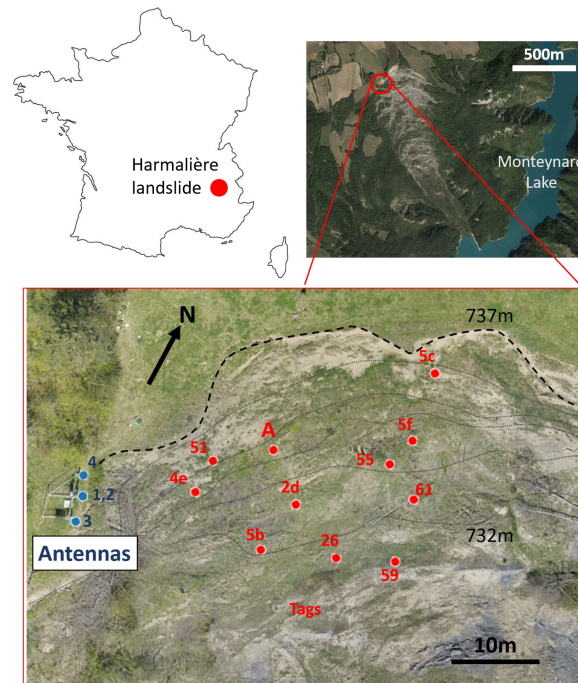 Harmalière
landslide
500m
Monteynard
Lake
N
737m
5c
5f
A
51
55
4
4e
2d
61
1,2
3
732m
Antennas
5b
26
59
Tags
10m